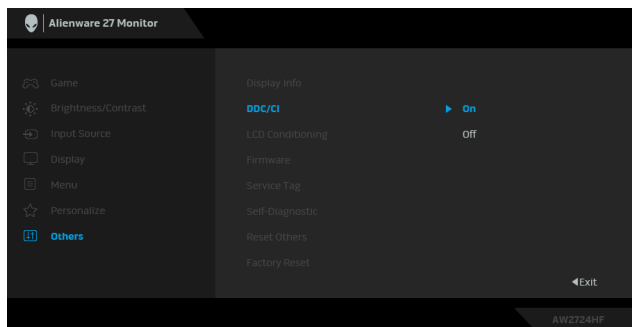 Alienware 27 Monitor
Game
Display Info
Brightness/Contrast
DDC/CI
On
Input Source
LCD Conditioning
Off
Display
Firmware
Menu
Service Tag
Personalize
Self-Diagnostic
Others
Reset Others
Factory Reset
Exit
AW2724HF